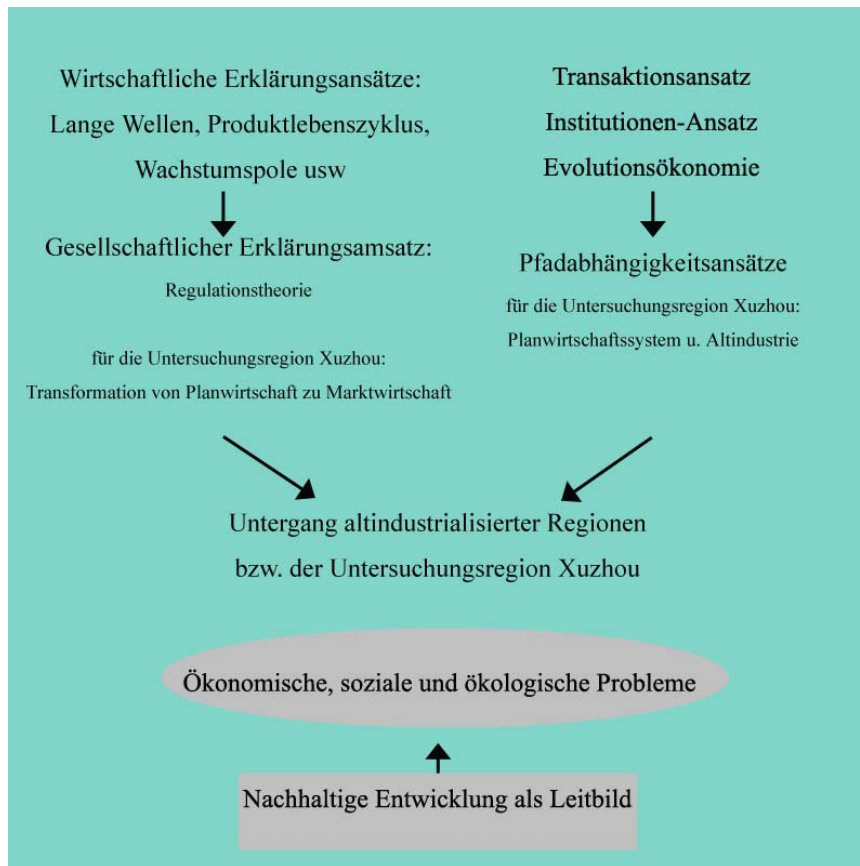 Wirtschaftliche Erklärungsansätze:
Lange Wellen, Produktlebenszyklus,
Wachstumspole usw
Gesellschaftlicher Erklärungsamsatz:
Regulationstheorie
für die Untersuchungsregion Xuzhou:
Transformation von Planwirtschaft zu Marktwirtschaft
Transaktionsansatz
Institutionen-Ansatz
Evolutionsökonomie
Pfadabhängigkeitsansätze
für die Untersuchungsregion Xuzhou:
Planwirtschaftssystem u. Altindustrie
Untergang altindustrialisierter Regionen
bzw. der Untersuchungsregion Xuzhou
Ökonomische, soziale und ökologische Probleme
Nachhaltige Entwicklung als Leitbild